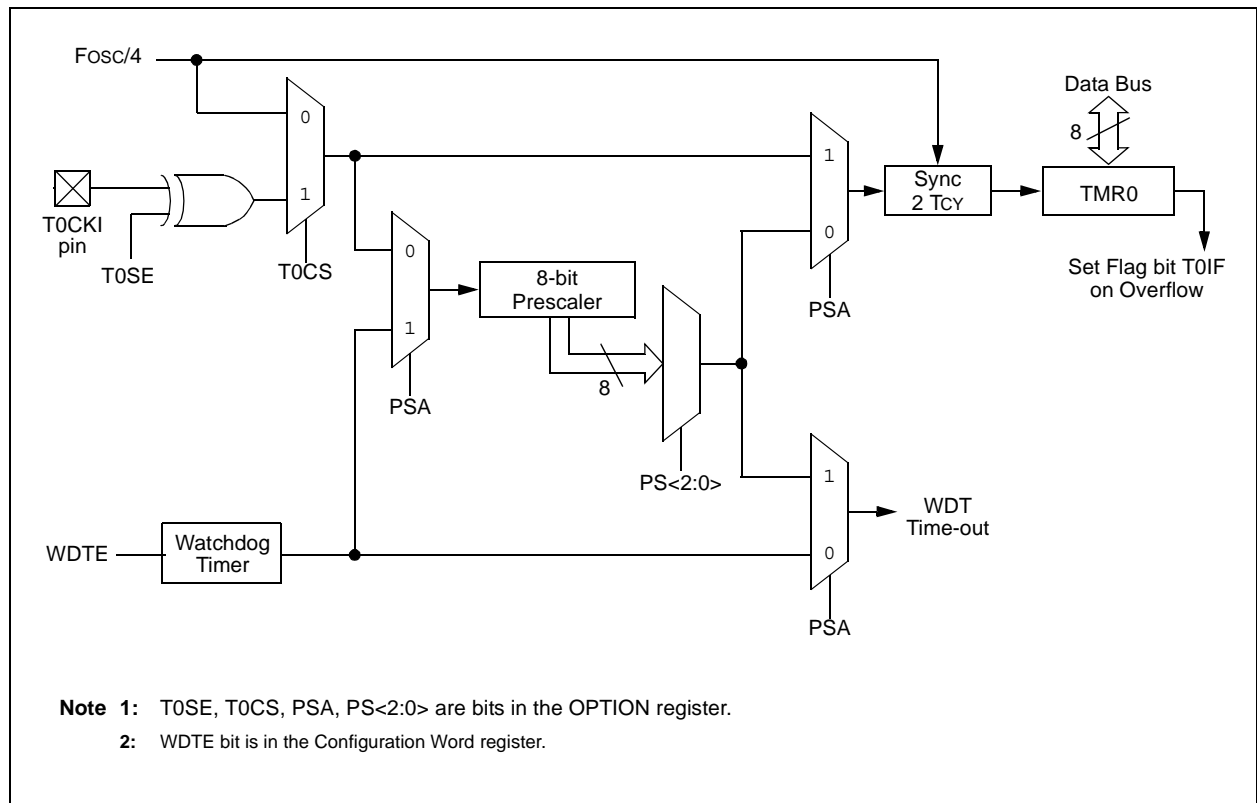 FOSC/4
Data Bus
8
0
1
T0CKI
pin
T0SE
T0CS
1
0
PSA
Sync
2 TCY
TMR0
Set Flag bit T0IF
on Overflow
0
1
PSA
8-bit
Prescaler
8
PS<2:0>
WDTE
Watchdog
Timer
1
0
PSA
WDT
Time-out
Note 1: T0SE, T0CS, PSA, PS<2:0> are bits in the OPTION register.
2: WDTE bit is in the Configuration Word register.